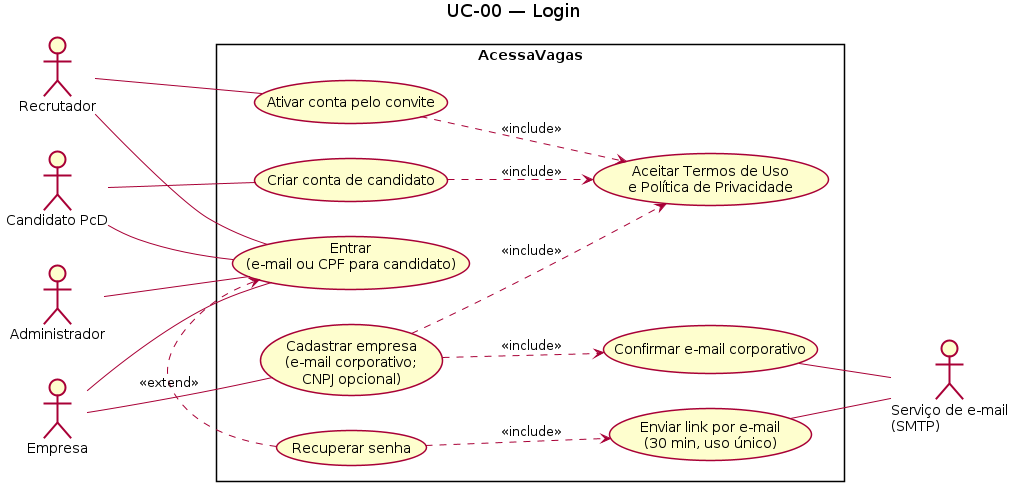 UC-00 — Login
AcessaVagas
Recrutador
Ativar conta pelo convite
«include»
Aceitar Termos de Uso
e Política de Privacidade
Candidato PcD
Criar conta de candidato
«include»
Entrar
(e-mail ou CPF para candidato)
«include»
Administrador
Cadastrar empresa
(e-mail corporativo;
CNPJ opcional)
«include»
Confirmar e-mail corporativo
«extend»
Empresa
Serviço de e-mail
(SMTP)
Recuperar senha
«include»
Enviar link por e-mail
(30 min, uso único)